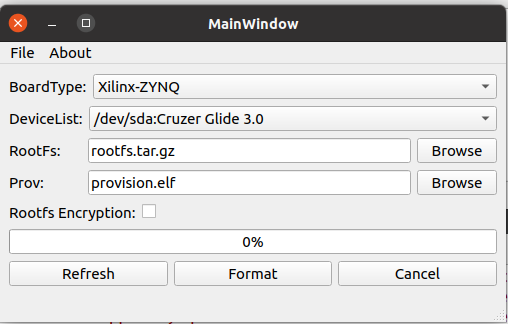 MainWindow
File About
BoardType: Xilinx-ZYNQ
DeviceList: /dev/sda:Cruzer Glide 3.0
RootFs: rootfs.tar.gz Browse
Prov: provision.elf Browse
Rootfs Encryption:
0%
Refresh Format Cancel